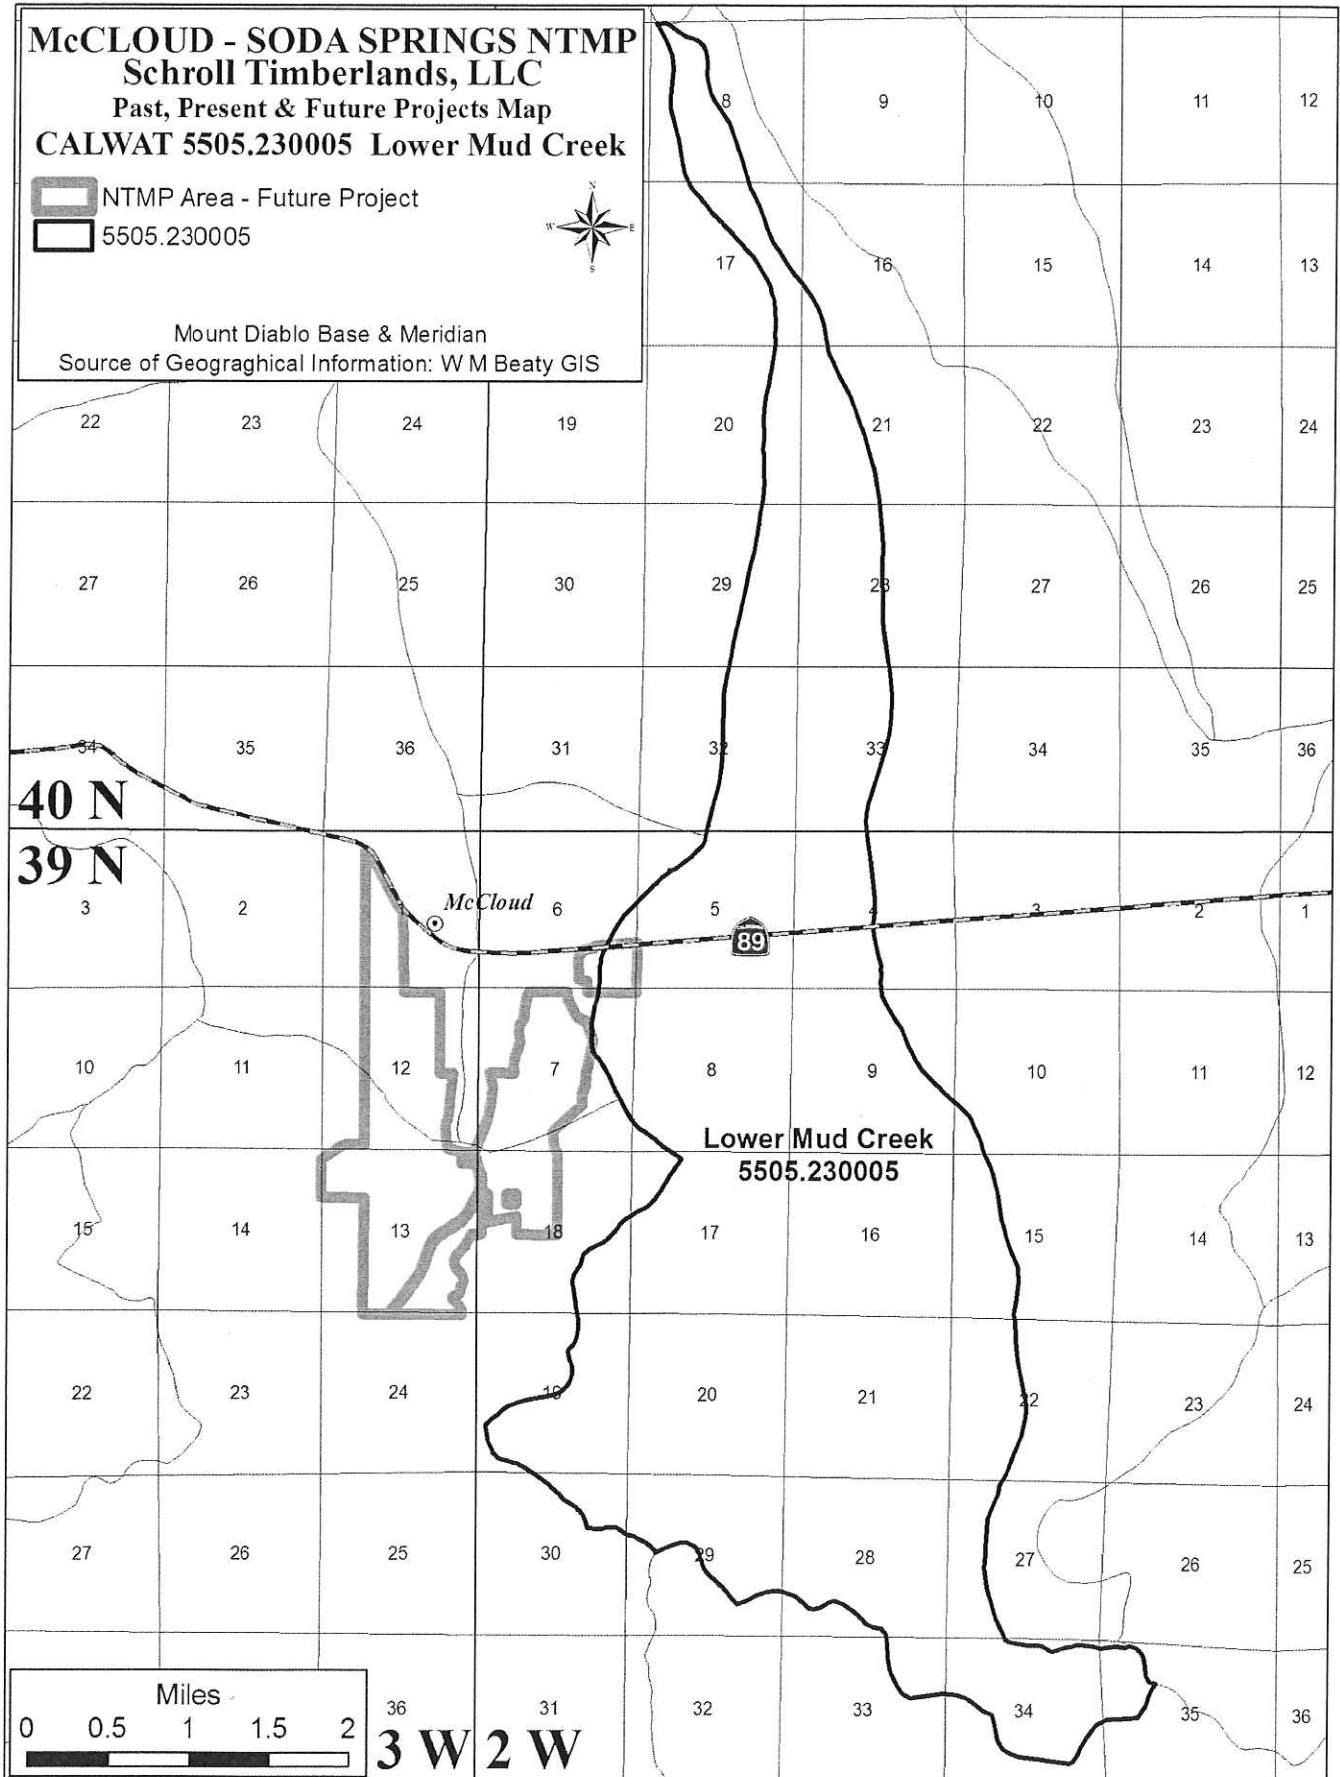 McCLOUD - SODA SPRINGS NTMP
Schroll Timberlands, LLC
Past, Present & Future Projects Map
CALWAT 5505.230005 Lower Mud Creek
NTMP Area - Future Project
5505.230005
N
W E
S
Mount Diablo Base & Meridian
Source of Geograghical Information: W M Beaty GIS
8 9 10 11 12
17 16 15 14 13
22 23 24 19 20 21 22 23 24
27 26 25 30 29 28 27 26 25
34 35 36 31 32 33 34 35 36
40 N
39 N
McCloud
3 2 1 6 5 4 3 2 1
89
10 11 12 7 8 9 10 11 12
Lower Mud Creek
5505.230005
15 14 13 18 17 16 15 14 13
22 23 24 19 20 21 22 23 24
27 26 25 30 29 28 27 26 25
Miles
0 0.5 1 1.5 2
36 31 32 33 34 35 36
3 W 2 W